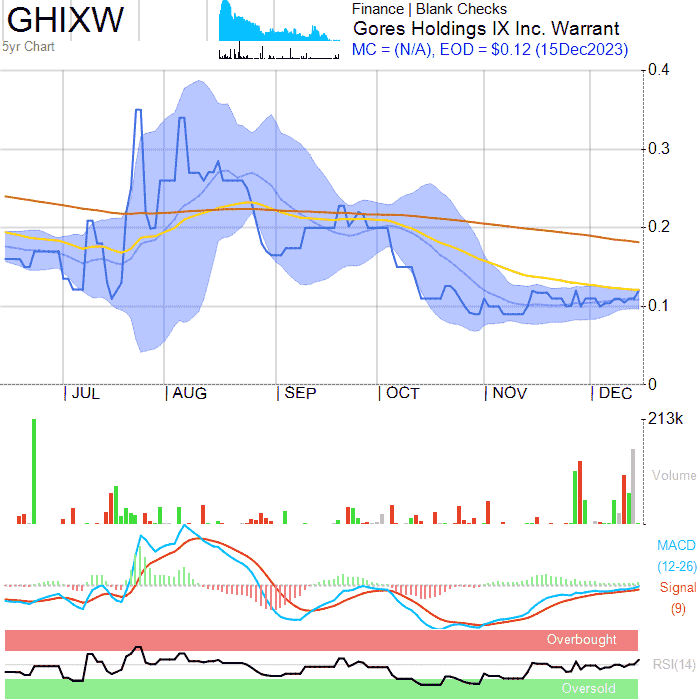 GHIXW
5yr Chart
Finance | Blank Checks
Gores Holdings IX Inc. Warrant
MC = (N/A), EOD = $0.12 (15Dec2023)
0.4
0.3
0.2
0.1
0
JUL AUG SEP OCT NOV DEC
213k
Volume
MACD
(12-26)
Signal
(9)
Overbought
RSI(14)
Oversold